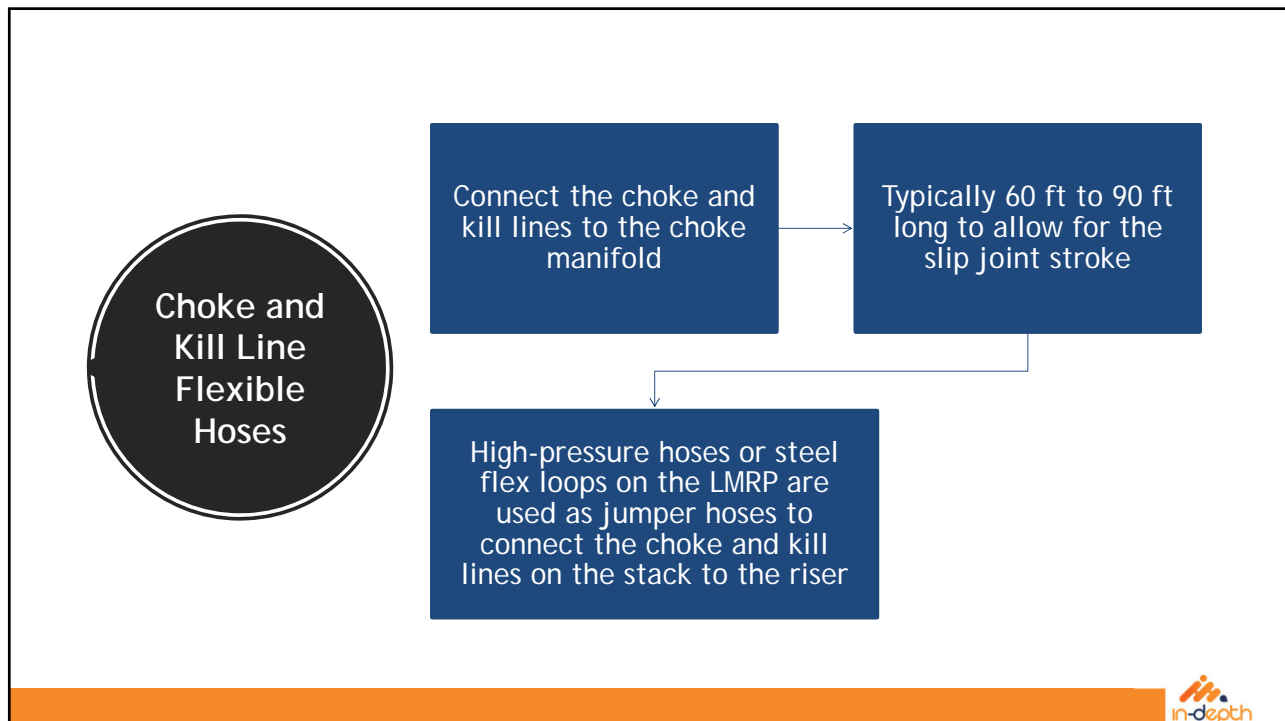 Choke and
Kill Line
Flexible
Hoses
Connect the choke and
kill lines to the choke
manifold
Typically 60 ft to 90 ft
long to allow for the
slip joint stroke
High-pressure hoses or steel
flex loops on the LMRP are
used as jumper hoses to
connect the choke and kill
lines on the stack to the riser
in-depth